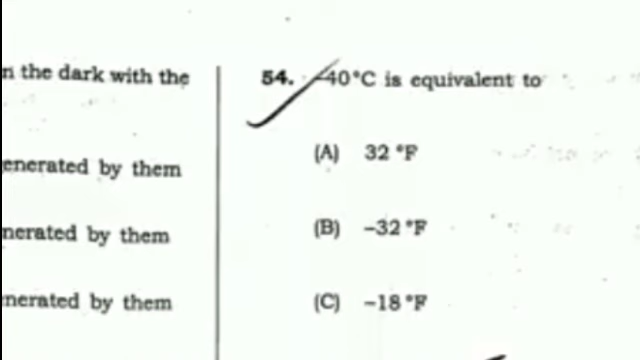 n the dark with the
enerated by them
nerated by them
nerated by them
54. –40°C is equivalent to
(A) 32 °F
(B) –32 °F
(C) –18 °F